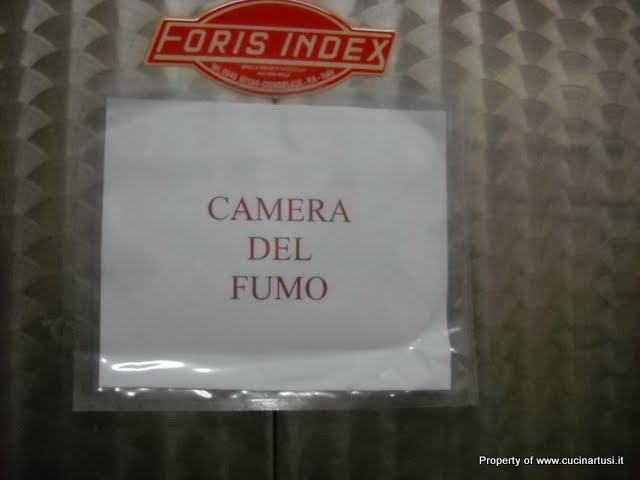 FORIS INDEX
CAMERA
DEL
FUMO
Property of www.cucinartusi.it